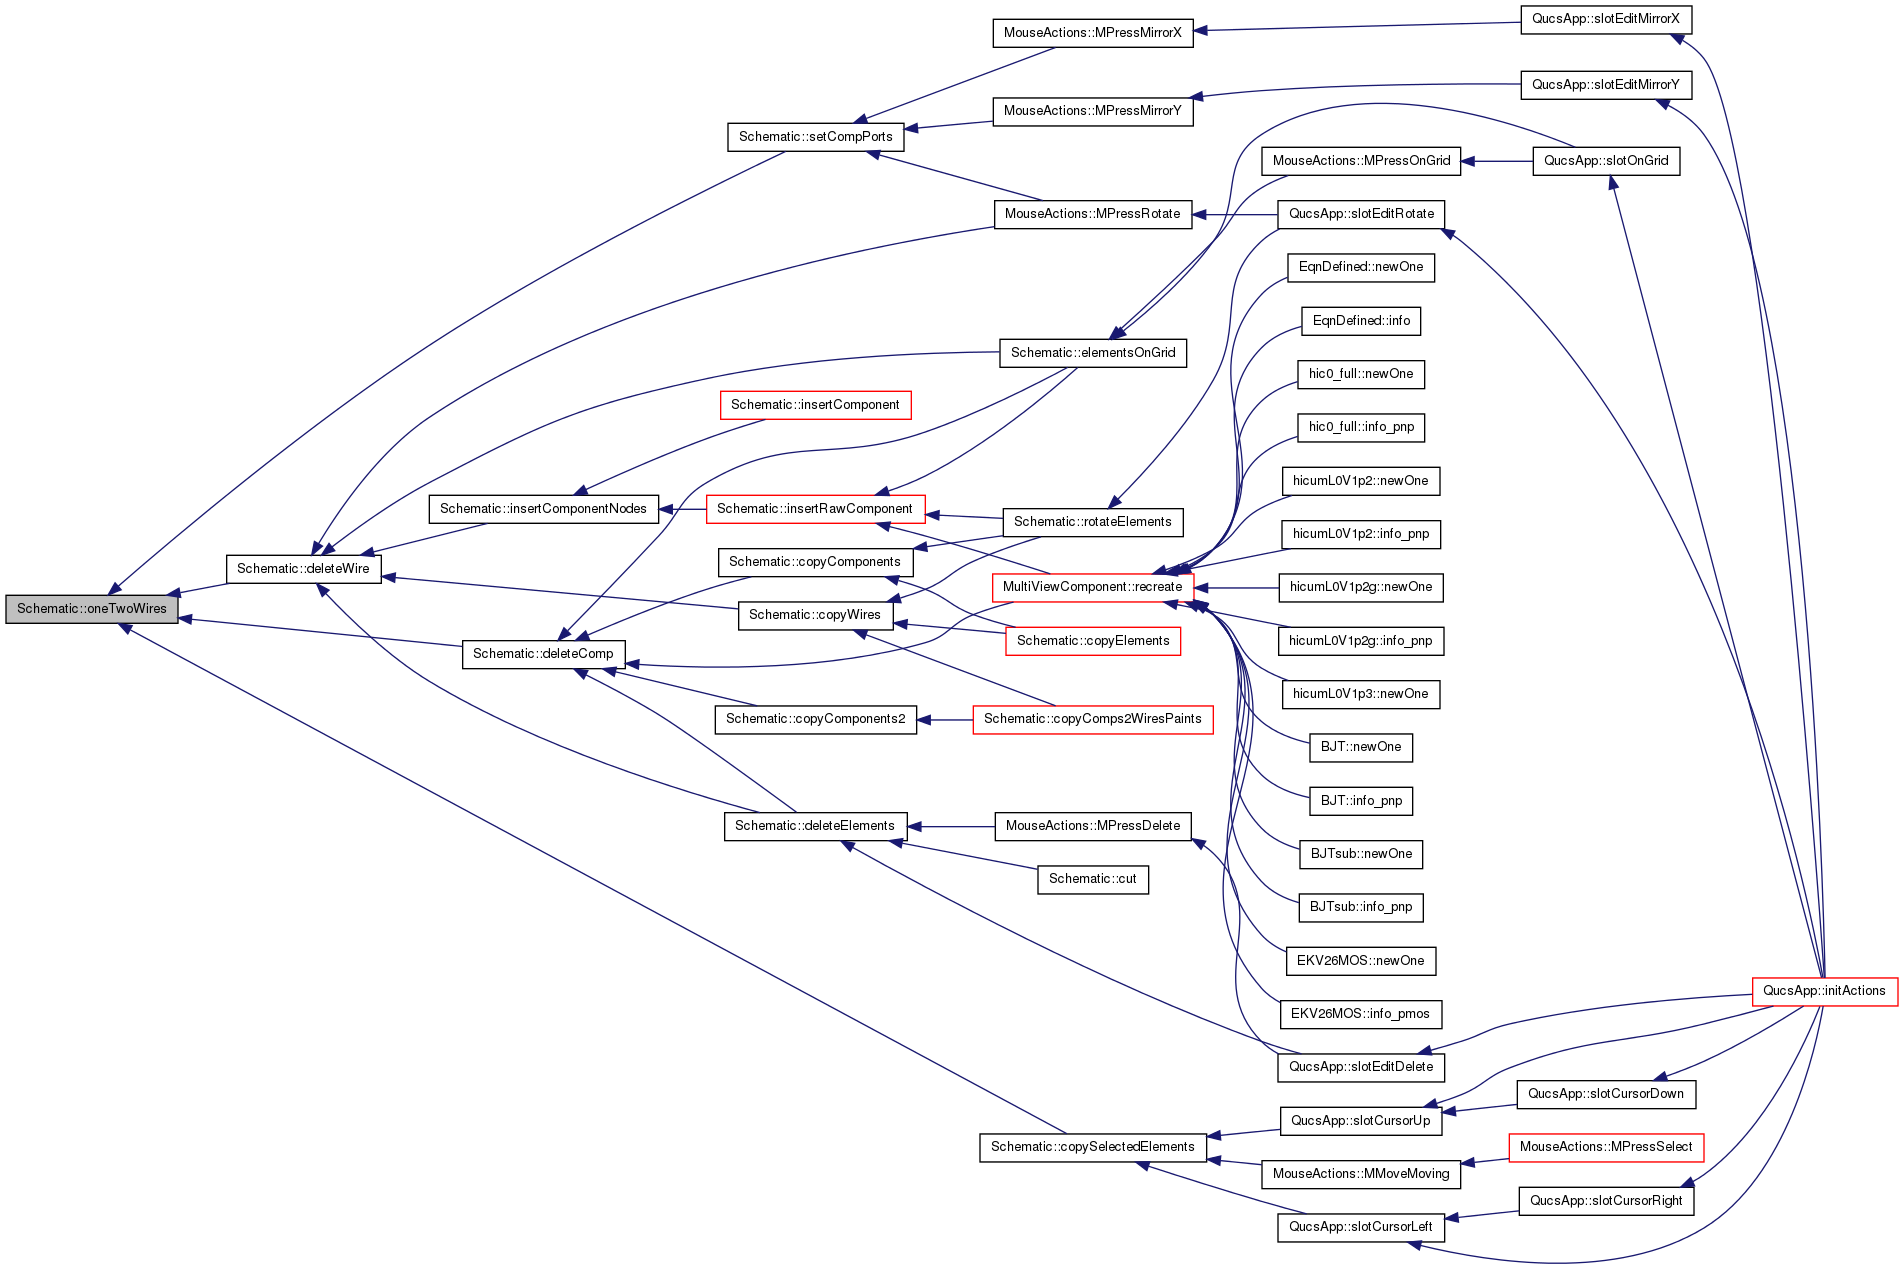 Schematic::oneTwoWires
Schematic::setCompPorts
Schematic::deleteWire
Schematic::deleteComp
Schematic::insertComponent
Schematic::insertComponentNodes
Schematic::insertRawComponent
Schematic::copyComponents
Schematic::copyWires
Schematic::copyComponents2
Schematic::deleteElements
MouseActions::MPressMirrorX
MouseActions::MPressMirrorY
MouseActions::MPressRotate
Schematic::elementsOnGrid
Schematic::rotateElements
MultiViewComponent::recreate
Schematic::copyElements
Schematic::copyComps2WiresPaints
MouseActions::MPressDelete
Schematic::cut
Schematic::copySelectedElements
MouseActions::MPressOnGrid
QucsApp::slotEditRotate
EqnDefined::newOne
EqnDefined::info
hic0_full::newOne
hic0_full::info_pnp
hicumL0V1p2::newOne
hicumL0V1p2::info_pnp
hicumL0V1p2g::newOne
hicumL0V1p2g::info_pnp
hicumL0V1p3::newOne
BJT::newOne
BJT::info_pnp
BJTsub::newOne
BJTsub::info_pnp
EKV26MOS::newOne
EKV26MOS::info_pmos
QucsApp::slotEditDelete
QucsApp::slotCursorUp
MouseActions::MMoveMoving
QucsApp::slotCursorLeft
QucsApp::slotEditMirrorX
QucsApp::slotEditMirrorY
QucsApp::slotOnGrid
QucsApp::slotCursorDown
MouseActions::MPressSelect
QucsApp::slotCursorRight
QucsApp::initActions